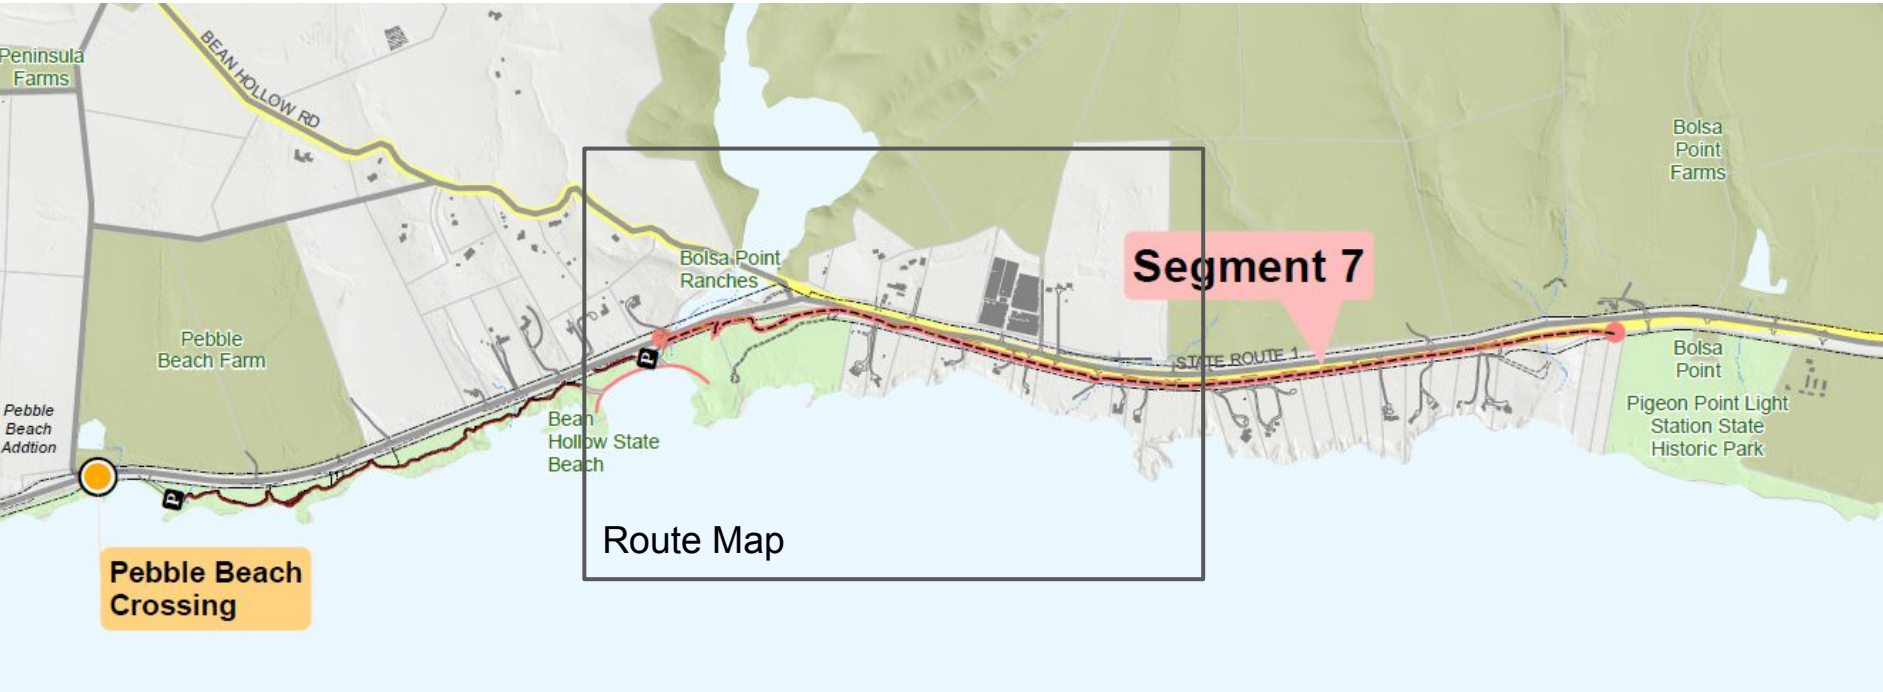 Peninsula
Farms
BEAN HOLLOW RD
Bolsa
Point
Farms
Bolsa Point
Ranches
Segment 7
Pebble
Beach Farm
P
STATE ROUTE 1
Bolsa
Point
Pigeon Point Light
Station State
Historic Park
Pebble
Beach
Addtion
Bean
Hollow State
Beach
P
Route Map
Pebble Beach
Crossing